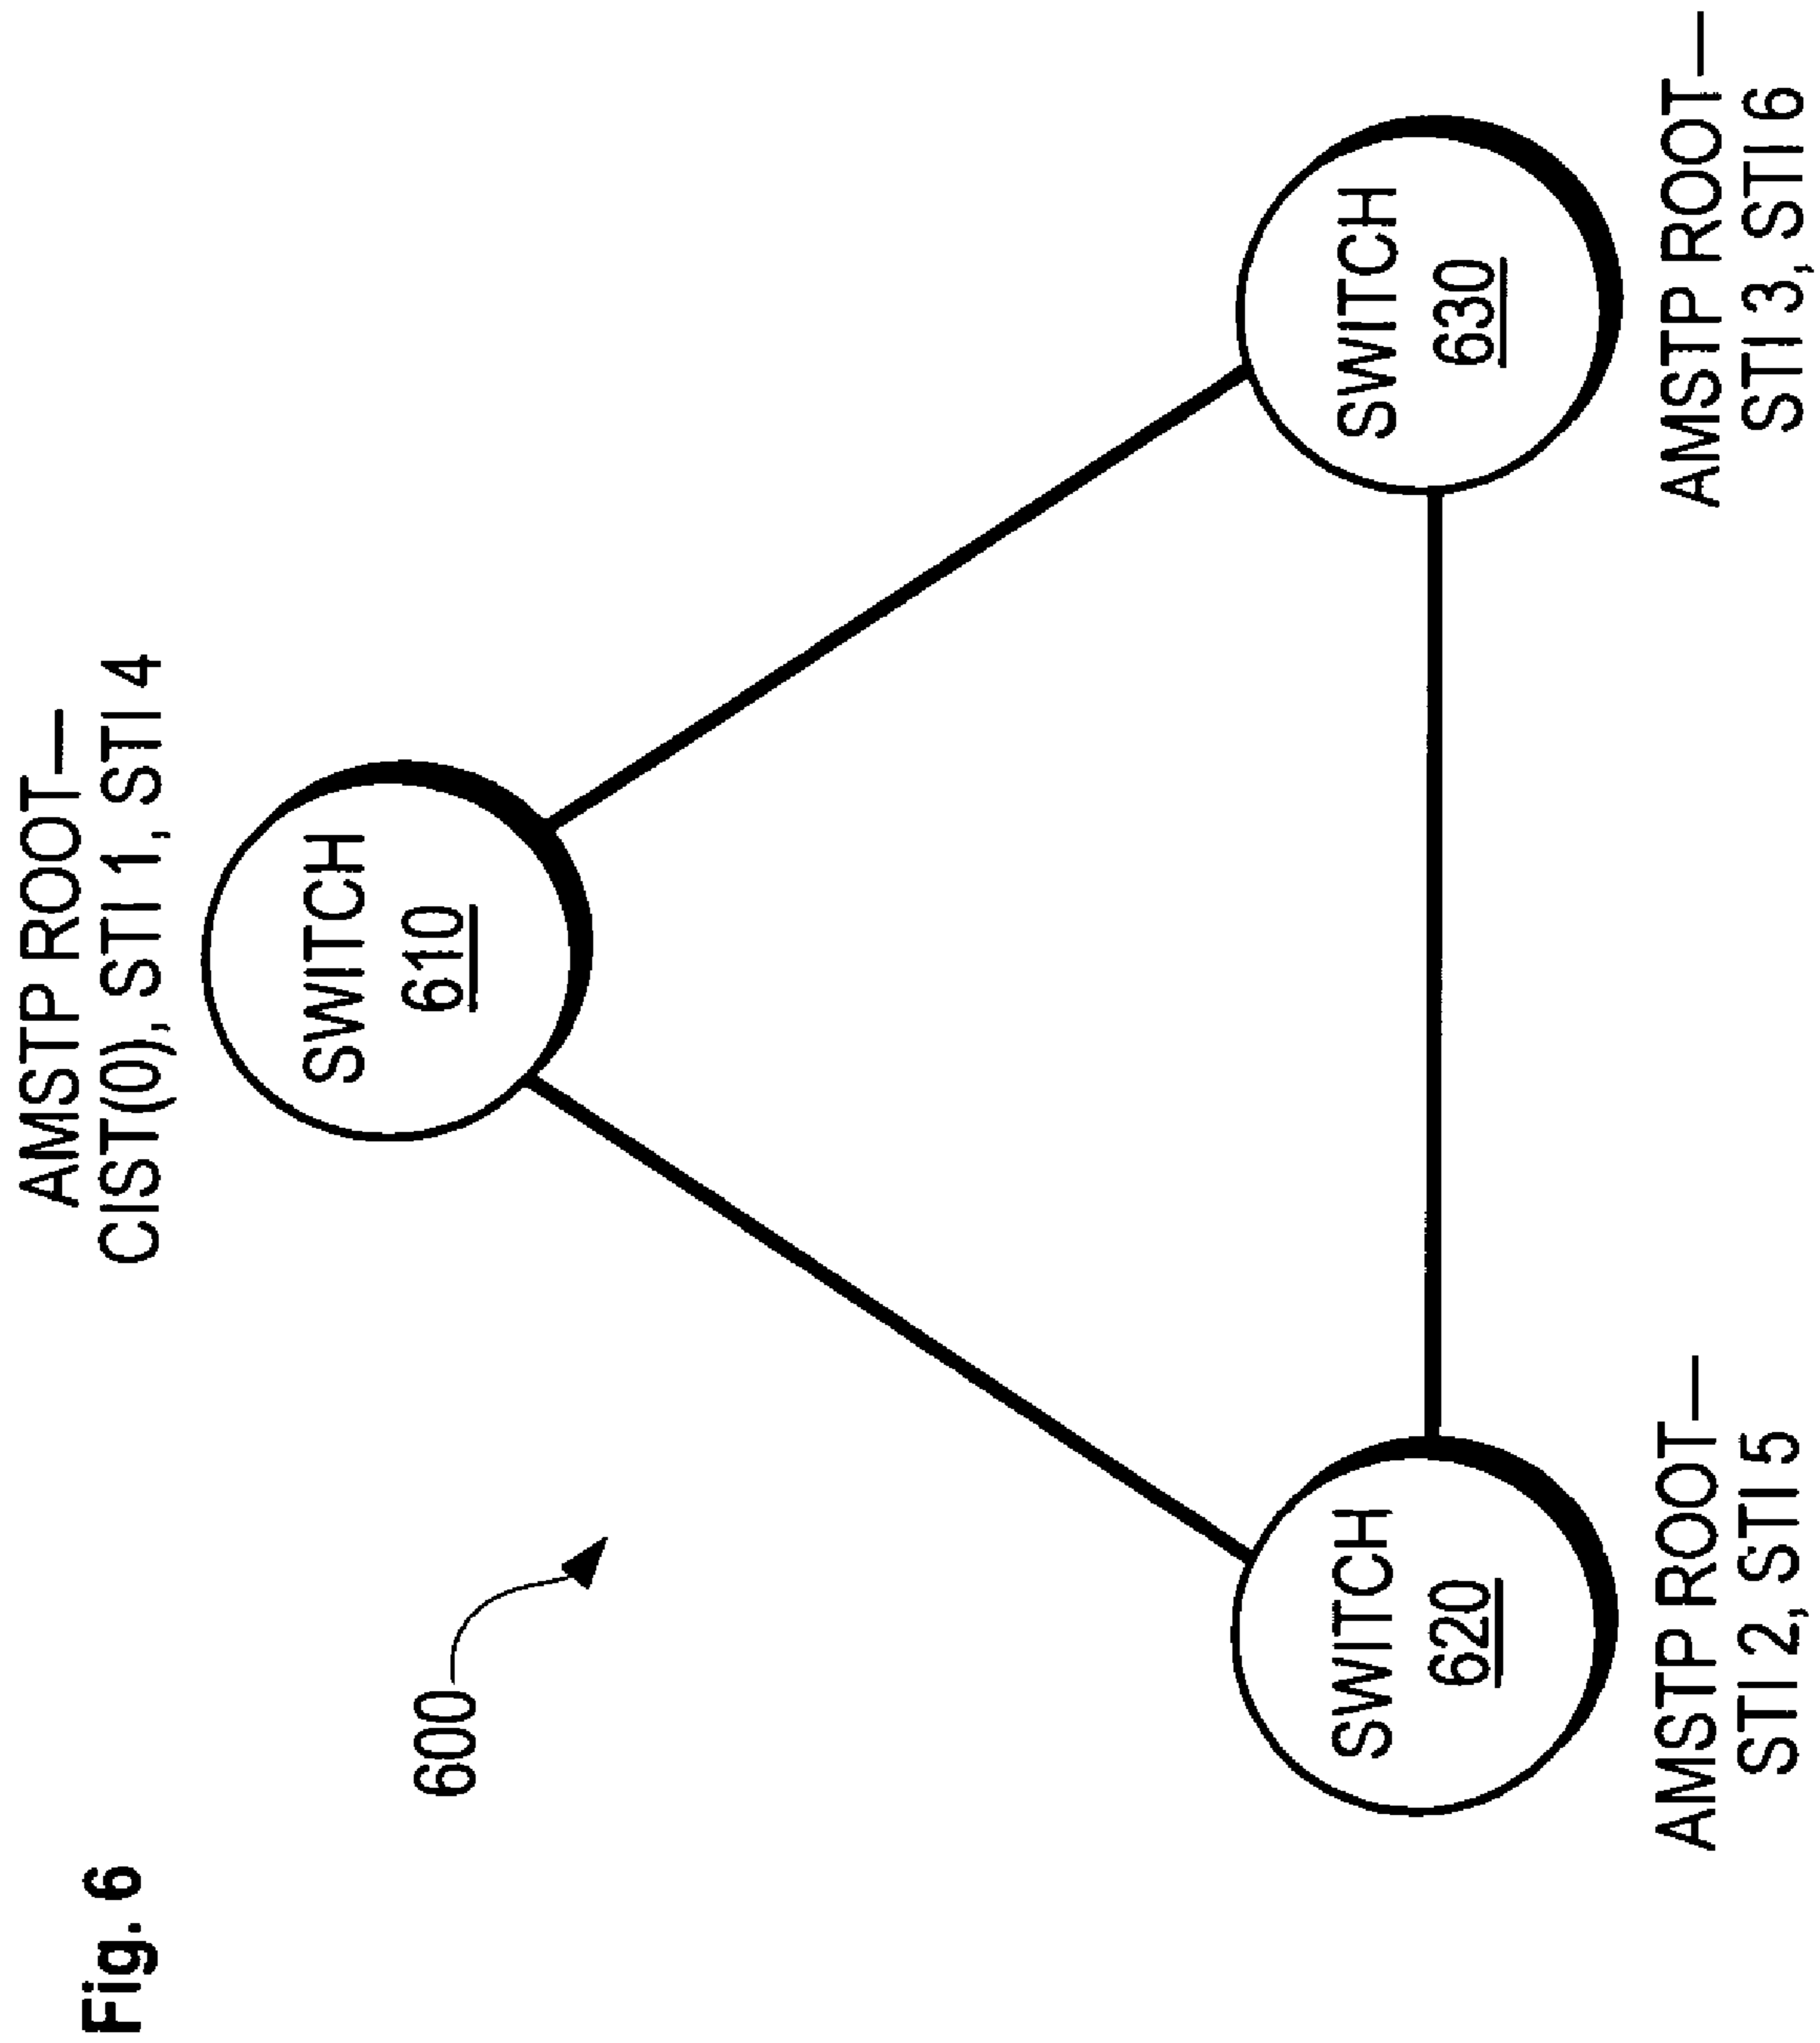 Fig. 6
600
AMSTP ROOT—
CIST(0), STI 1, STI 4
SWITCH
610
SWITCH
620
AMSTP ROOT—
STI 2, STI 5
SWITCH
630
AMSTP ROOT—
STI 3, STI 6